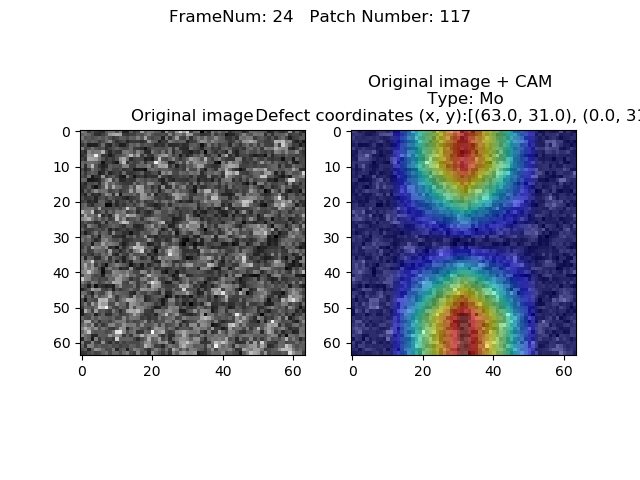 FrameNum: 24   Patch Number: 117
Original image + CAM
Type: Mo
Original image
Defect coordinates (x, y):[(63.0, 31.0), (0.0, 31
0
10
20
30
40
50
60
0 20 40 60
0
10
20
30
40
50
60
0 20 40 60